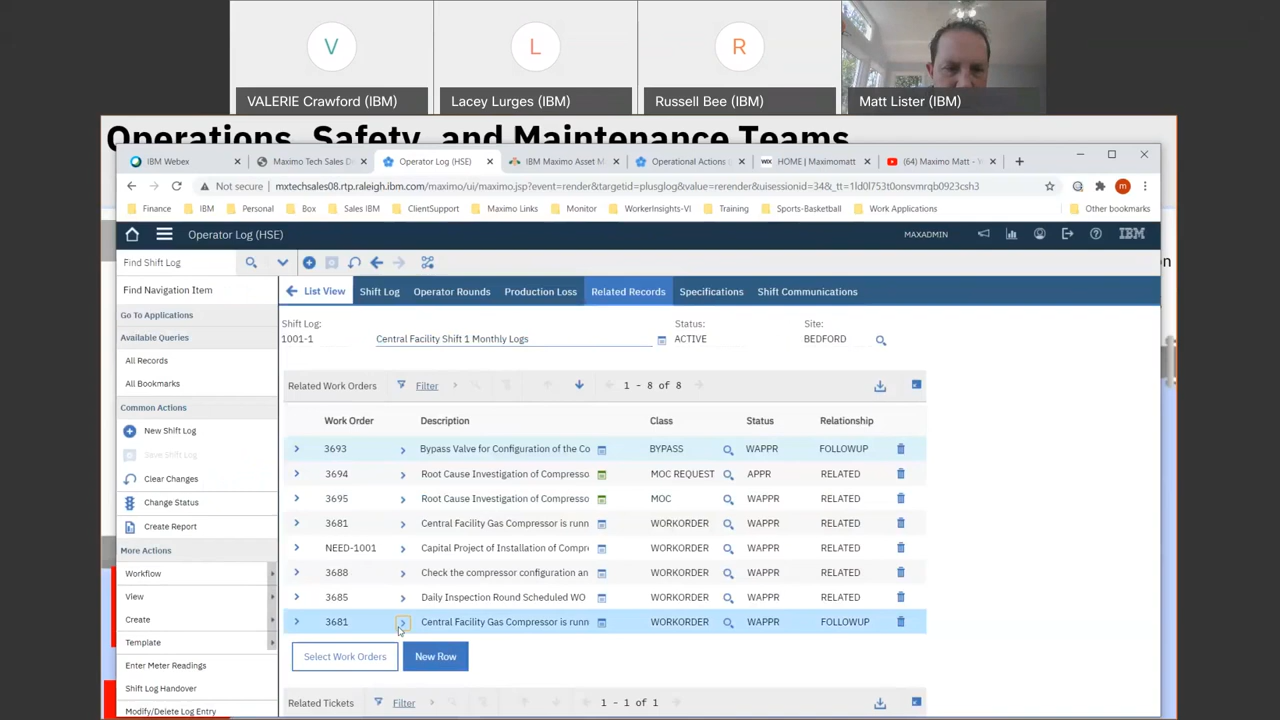 V
L
R
VALERIE Crawford (IBM)
Lacey Lurges (IBM)
Russell Bee (IBM)
Matt Lister (IBM)
Operations, Safety, and Maintenance Teams
IBM Webex
Maximo Tech Sales D
Operator Log (HSE)
IBM Maximo Asset M
Operational Actions
HOME | Maximomatt
(64) Maximo Matt -
Not secure
mxtechsales08.rtp.raleigh.ibm.com/maximo/ui/maximo.jsp?event=render&targetid=plusglog&value=rerender&uisessionid=34&_tt=1ld0l753t0onsvmrqb0923csh3
m
Finance
IBM
Personal
Box
Sales IBM
ClientSupport
Maximo Links
Monitor
WorkerInsights-VI
Training
Sports-Basketball
Work Applications
Other bookmarks
Operator Log (HSE)
MAXADMIN
IBM
Find Shift Log
on
Find Navigation Item
Go To Applications
Available Queries
All Records
All Bookmarks
Common Actions
New Shift Log
Save Shift Log
Clear Changes
Change Status
Create Report
More Actions
Workflow
View
Create
Template
Enter Meter Readings
Shift Log Handover
Modify/Delete Log Entry
List View
Shift Log
Operator Rounds
Production Loss
Related Records
Specifications
Shift Communications
Shift Log:
1001-1
Central Facility Shift 1 Monthly Logs
Status:
ACTIVE
Site:
BEDFORD
Related Work Orders
Filter
1 - 8 of 8
Work Order Description Class Status Relationship
3693 Bypass Valve for Configuration of the Co BYPASS WAPPR FOLLOWUP
3694 Root Cause Investigation of Compresso MOC REQUEST APPR RELATED
3695 Root Cause Investigation of Compresso MOC WAPPR RELATED
3681 Central Facility Gas Compressor is runn WORKORDER WAPPR RELATED
NEED-1001 Capital Project of Installation of Compr WORKORDER WAPPR RELATED
3688 Check the compressor configuration an WORKORDER WAPPR RELATED
3685 Daily Inspection Round Scheduled WO WORKORDER WAPPR RELATED
3681 Central Facility Gas Compressor is runn WORKORDER WAPPR FOLLOWUP
Select Work Orders
New Row
Related Tickets
Filter
1 - 1 of 1